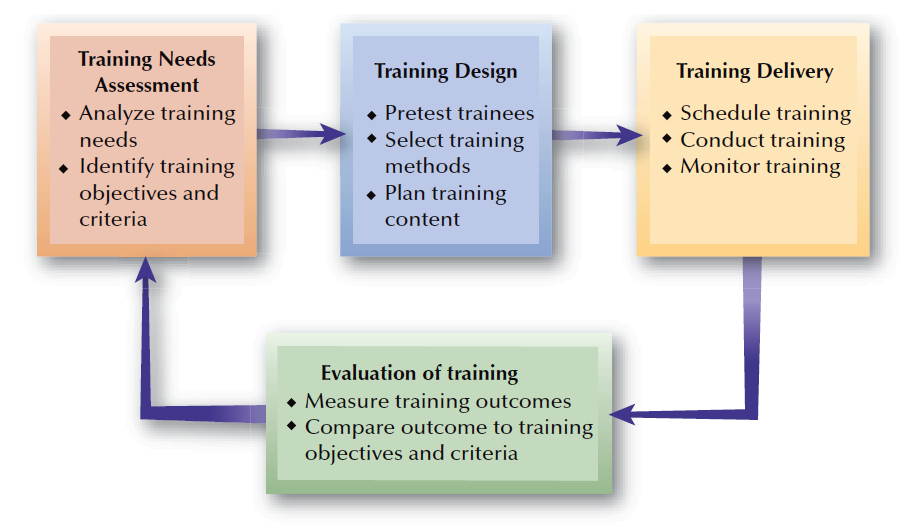 Training Needs
Assessment
◆ Analyze training
needs
◆ Identify training
objectives and
criteria
Training Design
◆ Pretest trainees
◆ Select training
methods
◆ Plan training
content
Training Delivery
◆ Schedule training
◆ Conduct training
◆ Monitor training
Evaluation of training
◆ Measure training outcomes
◆ Compare outcome to training
objectives and criteria